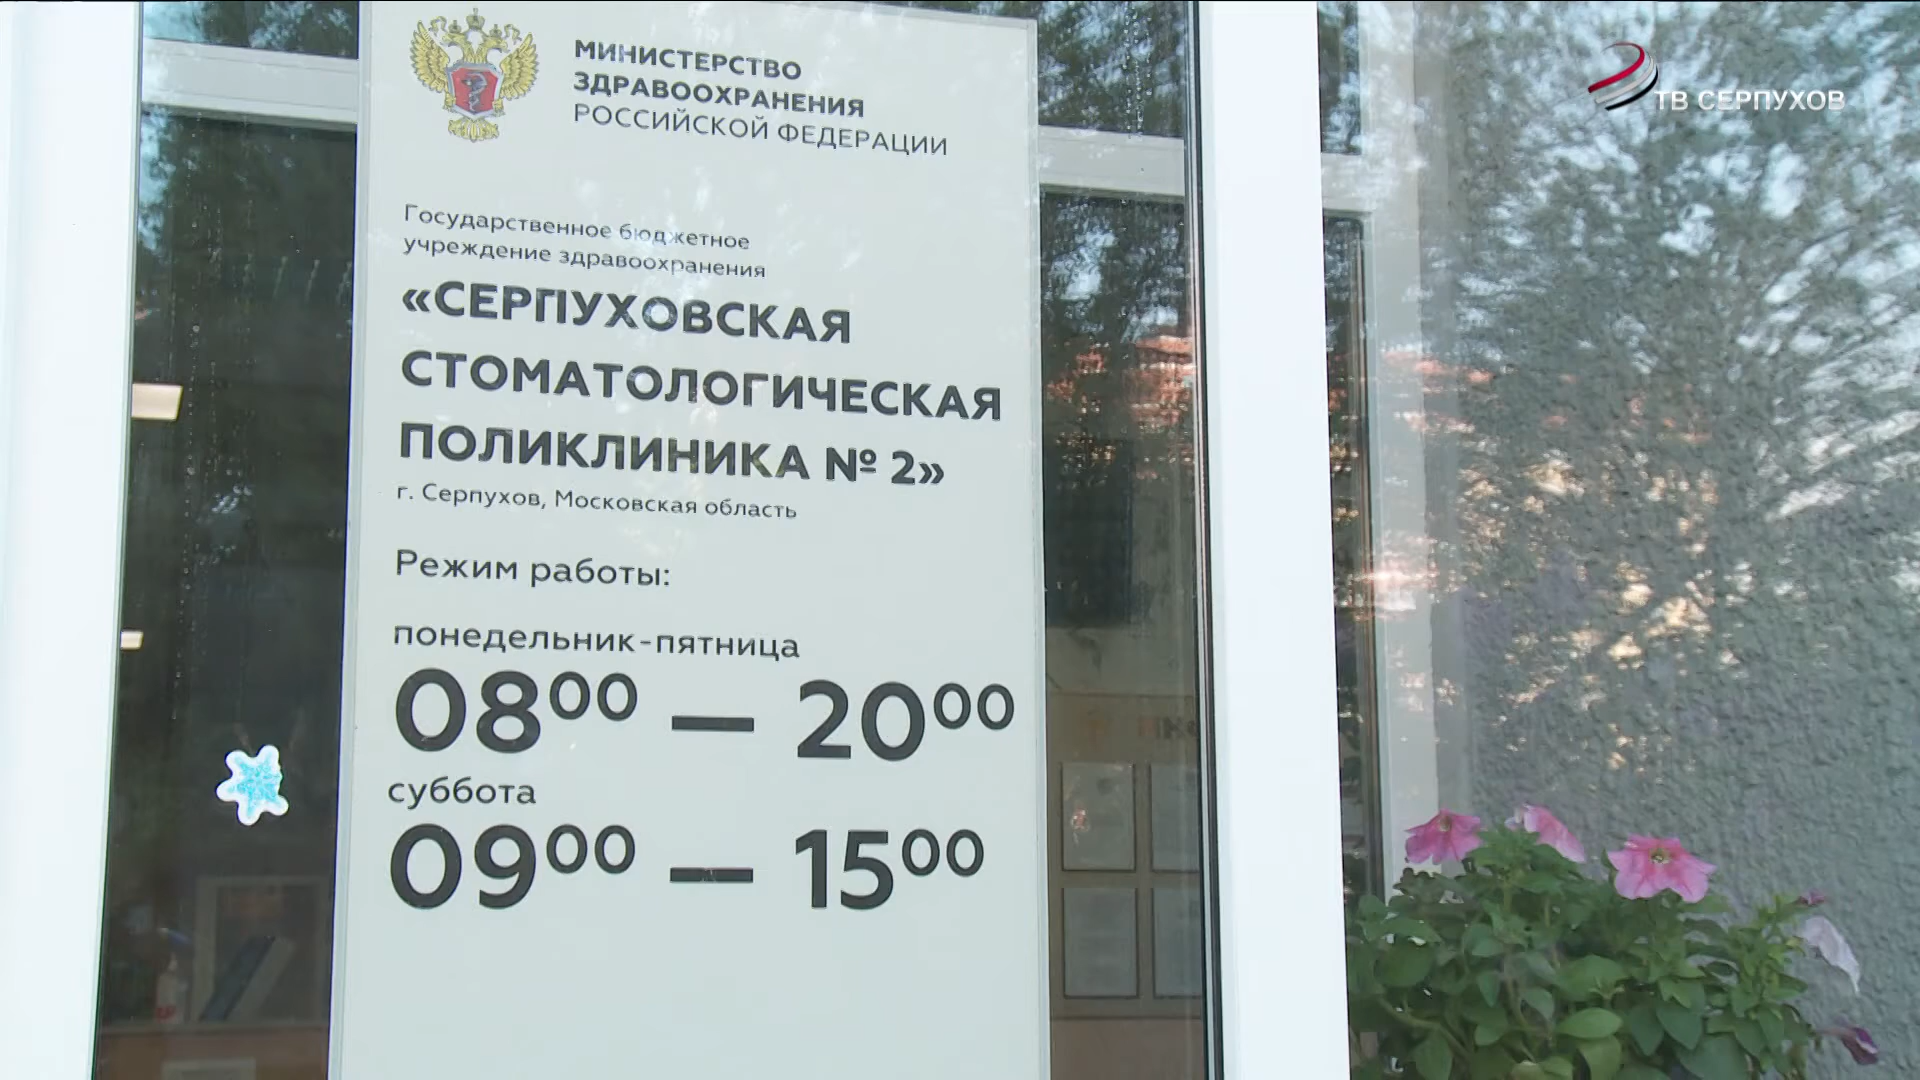 МИНИСТЕРСТВО
ЗДРАВООХРАНЕНИЯ
РОССИЙСКОЙ ФЕДЕРАЦИИ
ТВ СЕРПУХОВ
Государственное бюджетное
учреждение здравоохранения
«СЕРПУХОВСКАЯ
СТОМАТОЛОГИЧЕСКАЯ
ПОЛИКЛИНИКА № 2»
г. Серпухов, Московская область
Режим работы:
понедельник-пятница
08⁰⁰ — 20⁰⁰
суббота
09⁰⁰ — 15⁰⁰